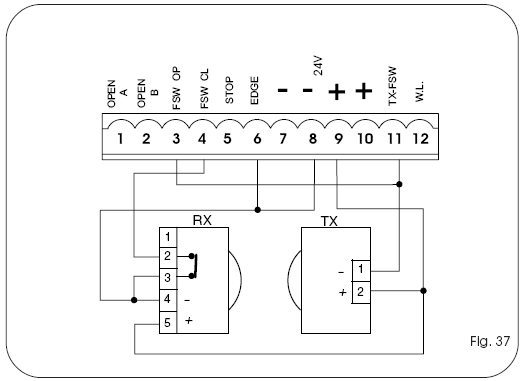 OPEN A
OPEN B
FSW OP
FSW CL
STOP
EDGE
-
-
24V
+
+
TX-FSW
W.L.
1 2 3 4 5 6 7 8 9 10 11 12
RX
1
2
3
4 -
5 +
TX
- 1
+ 2
Fig. 37